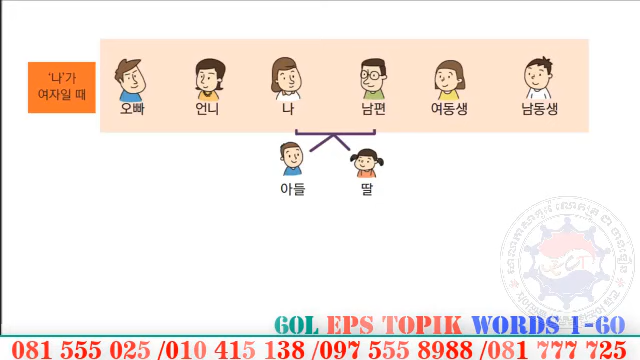 '나'가
여자일 때
오빠 언니 나 남편 여동생 남동생
아들 딸
60L EPS TOPIK WORDS 1-60
081 555 025 /010 415 138 /097 555 8988 /081 777 725